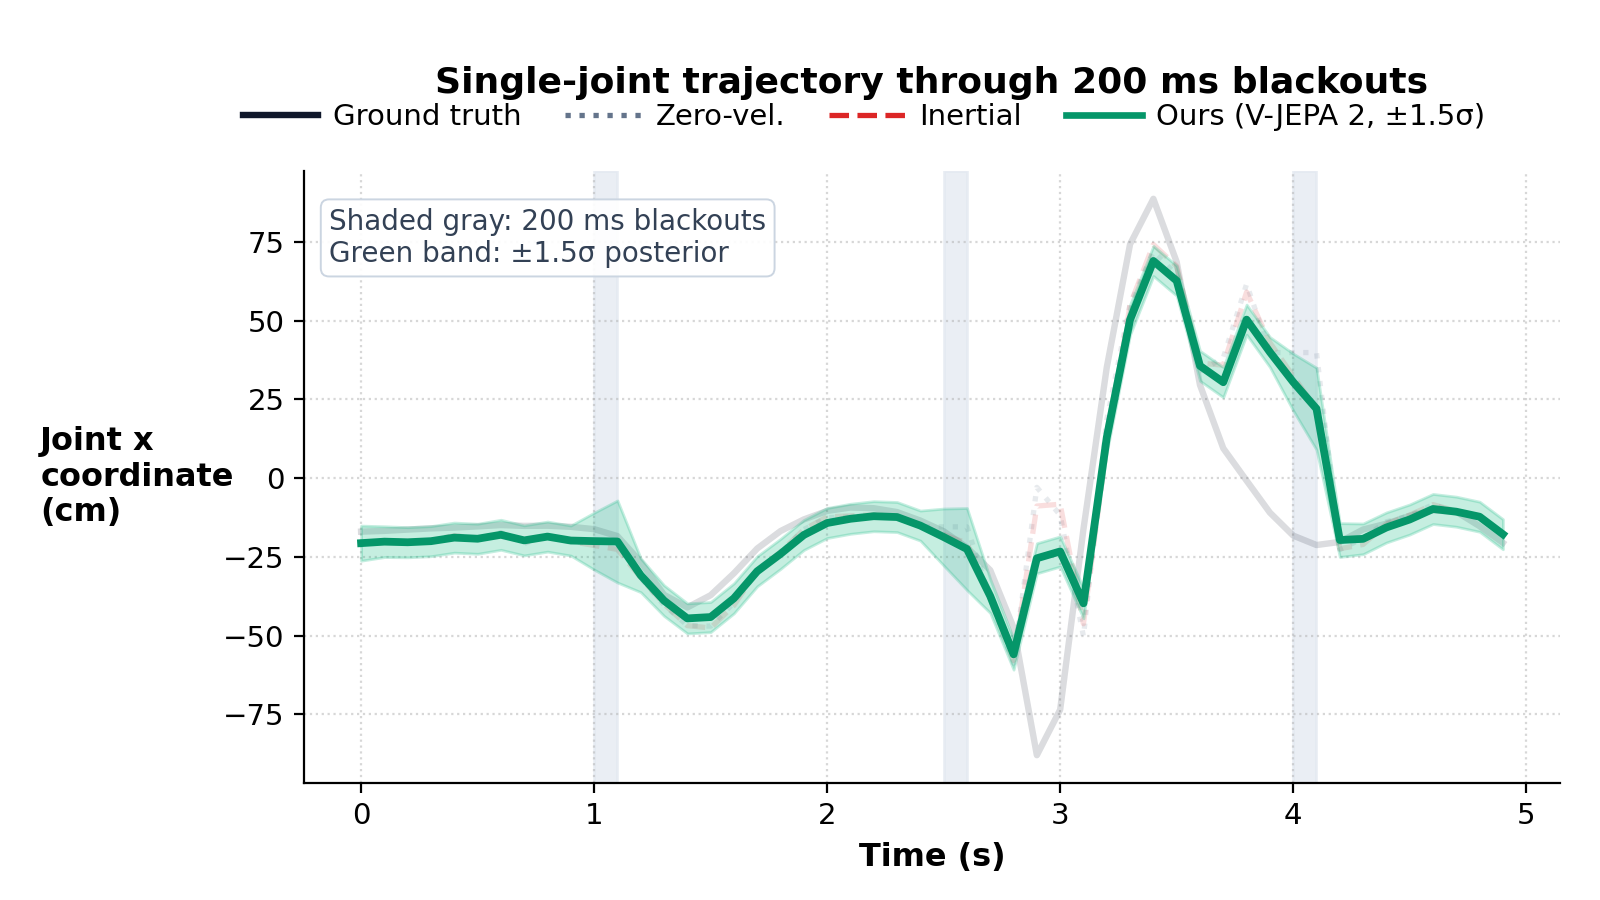 Single-joint trajectory through 200 ms blackouts
Ground truth
Zero-vel.
Inertial
Ours (V-JEPA 2, ±1.5σ)
Shaded gray: 200 ms blackouts
Green band: ±1.5σ posterior
75
50
25
0
−25
−50
−75
Joint x
coordinate
(cm)
0
1
2
3
4
5
Time (s)